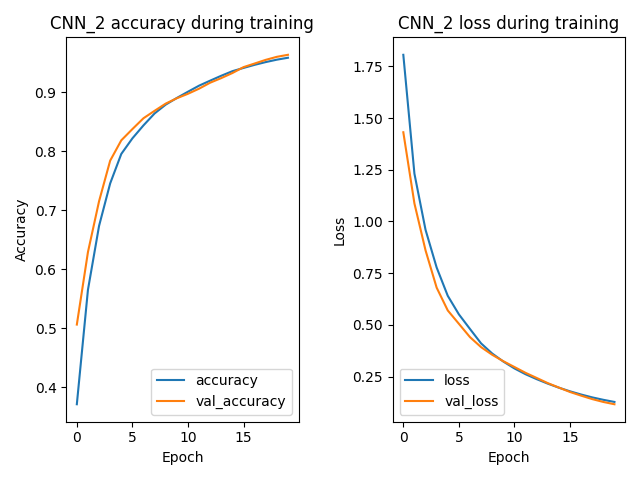 CNN_2 accuracy during training
0.9
0.8
0.7
0.6
0.5
0.4
Accuracy
0
5
10
15
Epoch
accuracy
val_accuracy
CNN_2 loss during training
1.75
1.50
1.25
1.00
0.75
0.50
0.25
Loss
0
5
10
15
Epoch
loss
val_loss